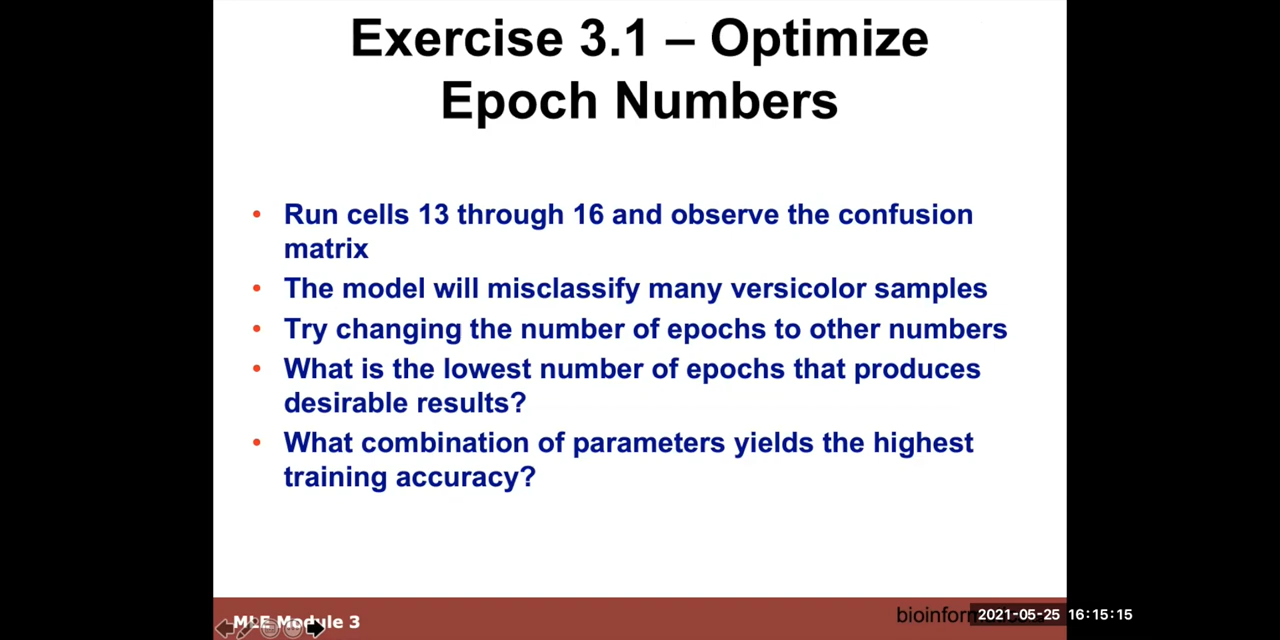 Exercise 3.1 – Optimize
Epoch Numbers
• Run cells 13 through 16 and observe the confusion
matrix
• The model will misclassify many versicolor samples
• Try changing the number of epochs to other numbers
• What is the lowest number of epochs that produces
desirable results?
• What combination of parameters yields the highest
training accuracy?
MLE Module 3
2021-05-25 16:15:15